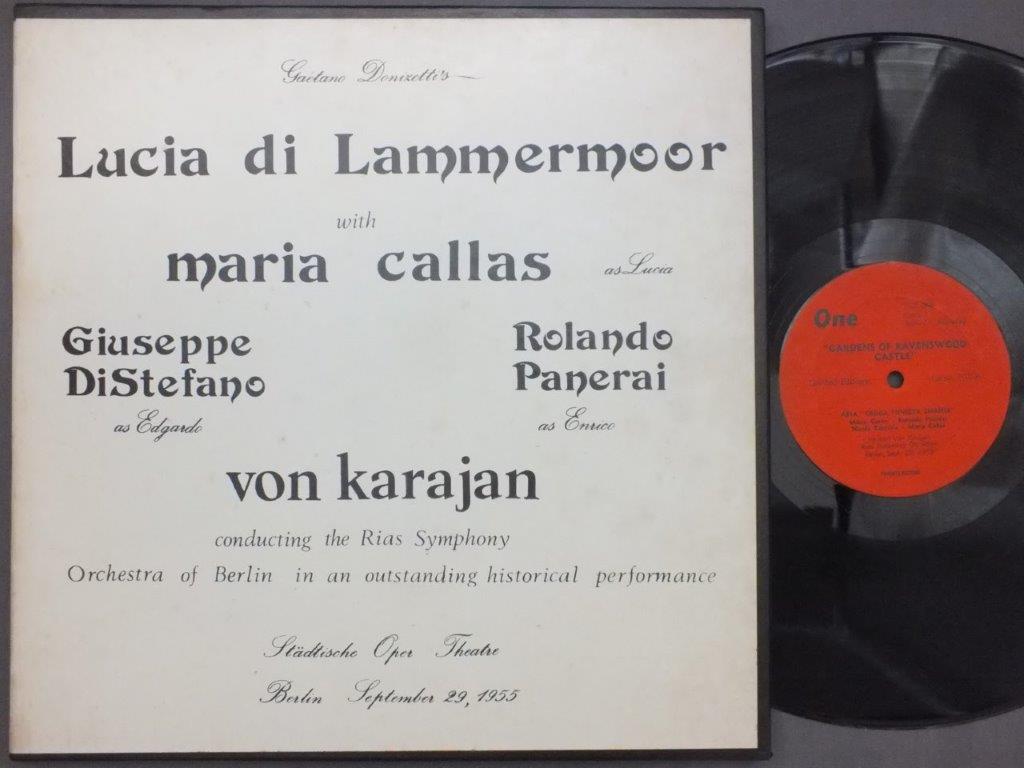 Gaetano Donizetti's
Lucia di Lammermoor
with
maria callas as Lucia
Giuseppe
DiStefano
as Edgardo
Rolando
Panerai
as Enrico
von karajan
conducting the Rias Symphony
Orchestra of Berlin in an outstanding historical performance
Städtische Oper Theatre
Berlin September 29, 1955
One
"GARDENS OF RAVENSWOOD
CASTLE"